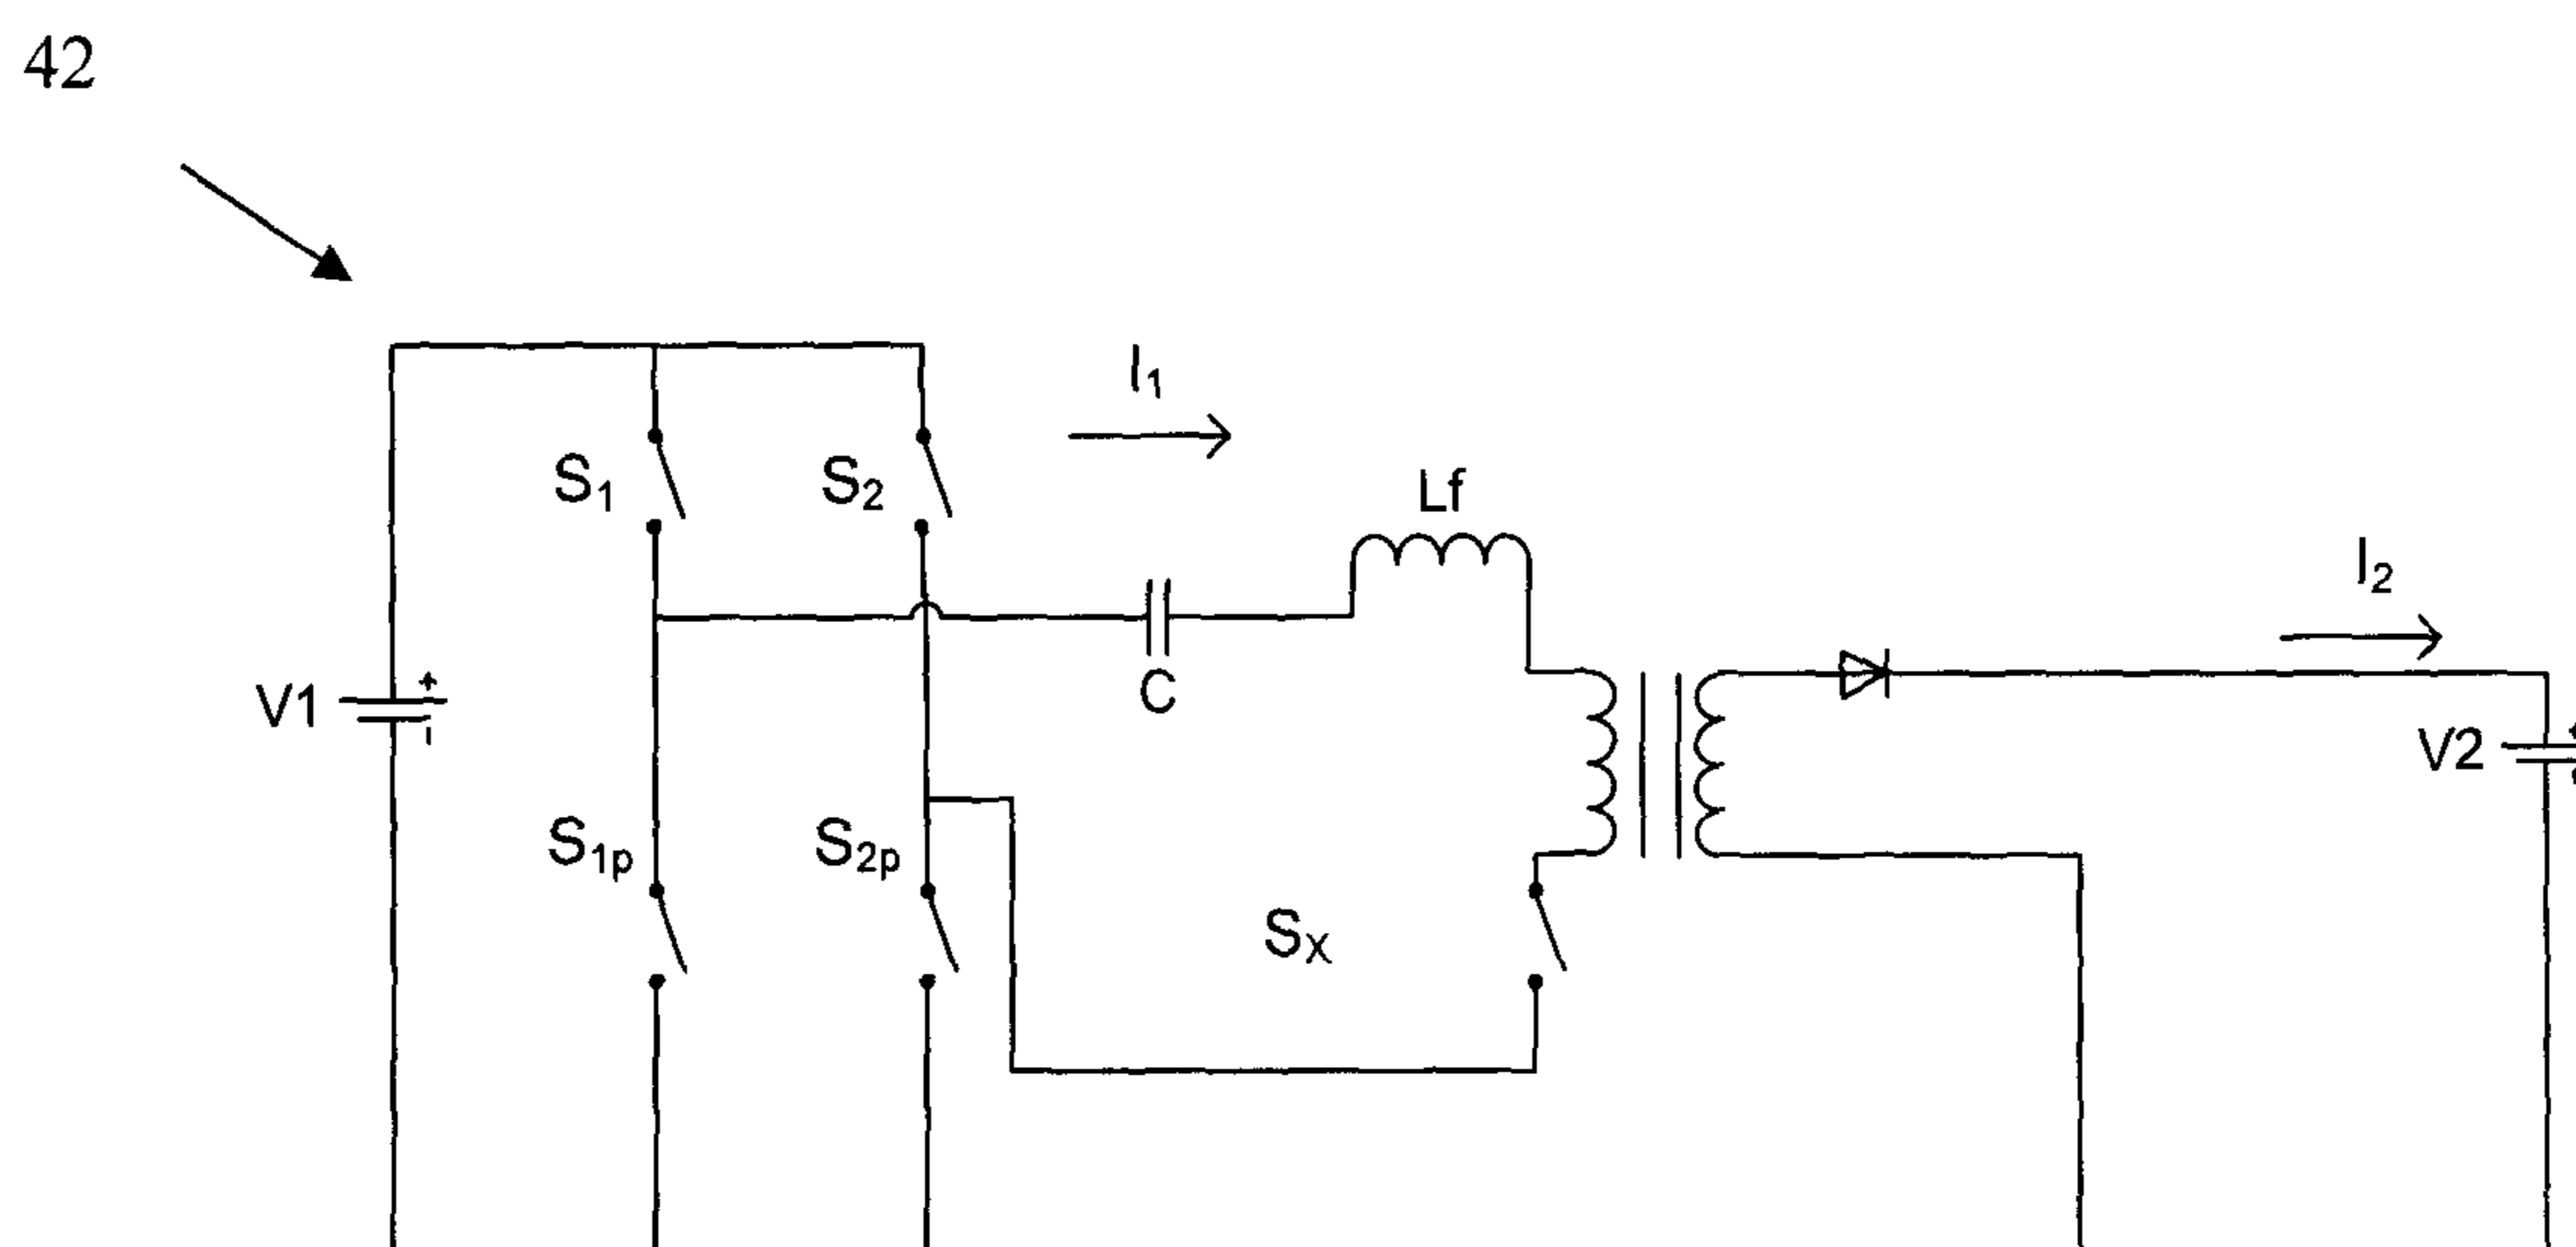 42
I₁
S₁
S₂
Lf
I₂
V1
+
-
C
V2
S₁ₚ
S₂ₚ
Sₓ